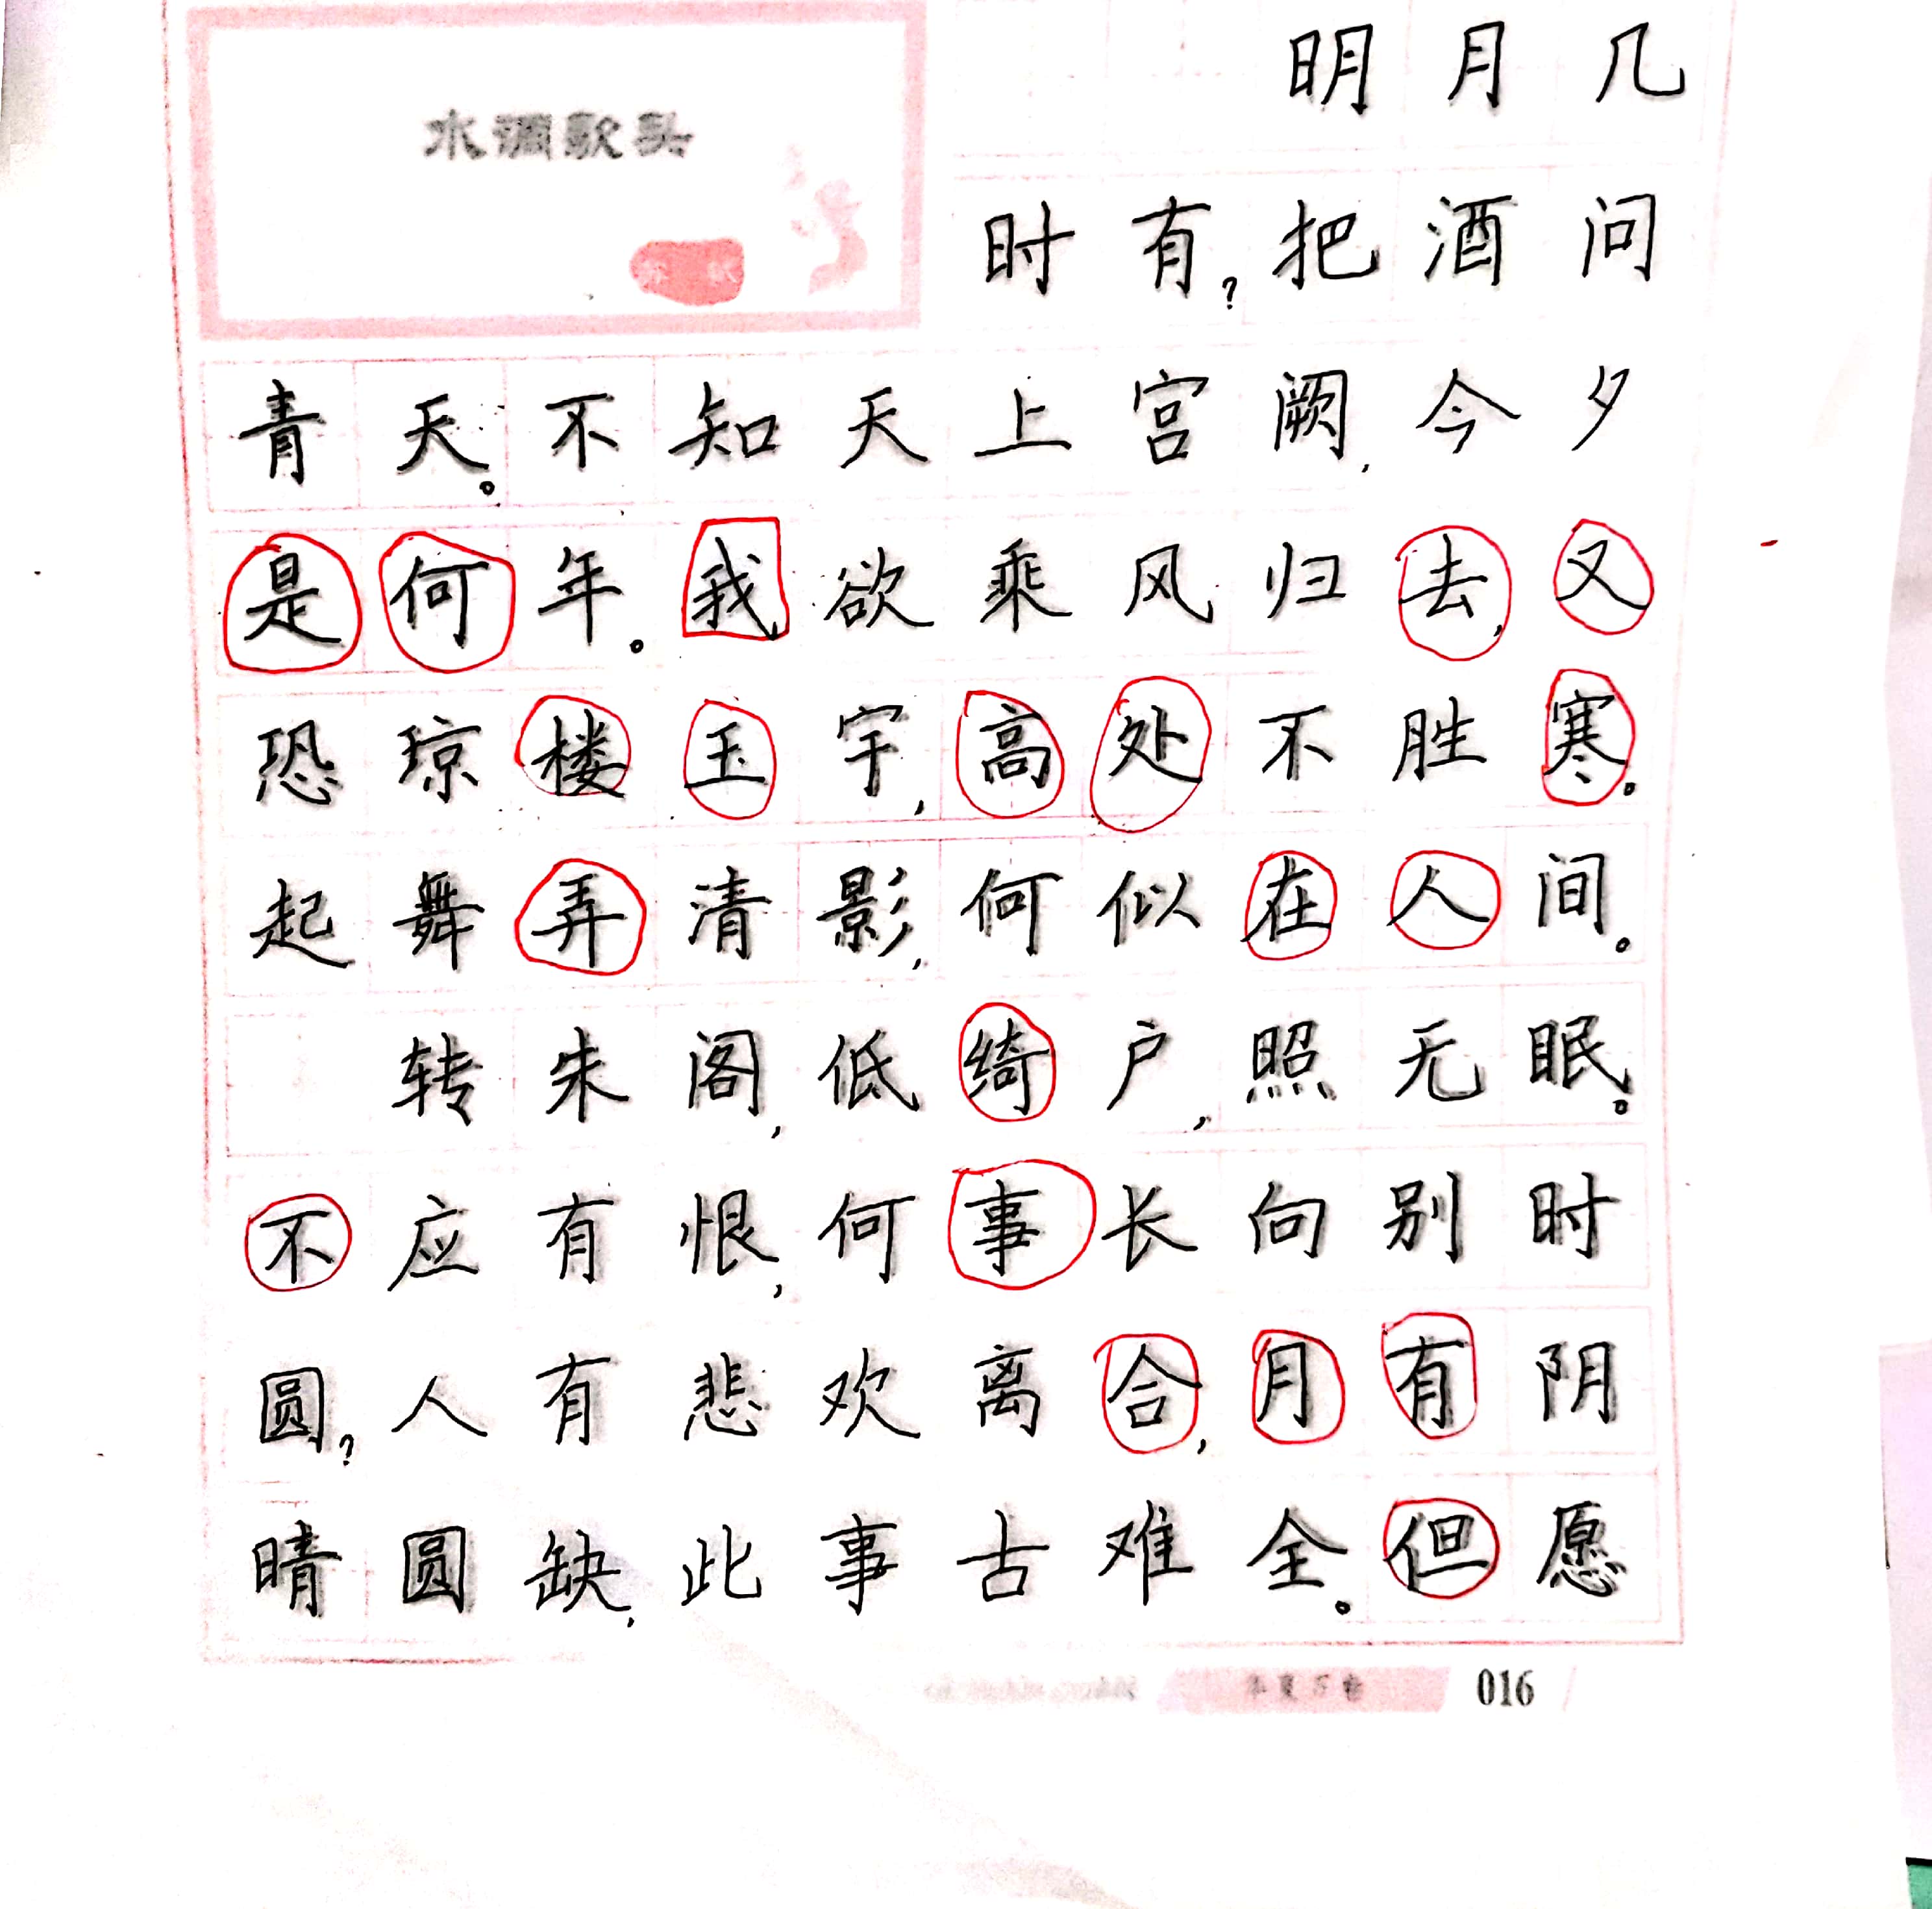 水调歌头
明月几
时有?把酒问
青天。不知天上宫阙,今夕
是何年。我欲乘风归去,又
恐琼楼玉宇,高处不胜寒。
起舞弄清影,何似在人间。
转朱阁,低绮户,照无眠。
不应有恨,何事长向别时
圆?人有悲欢离合,月有阴
晴圆缺,此事古难全。但愿
016